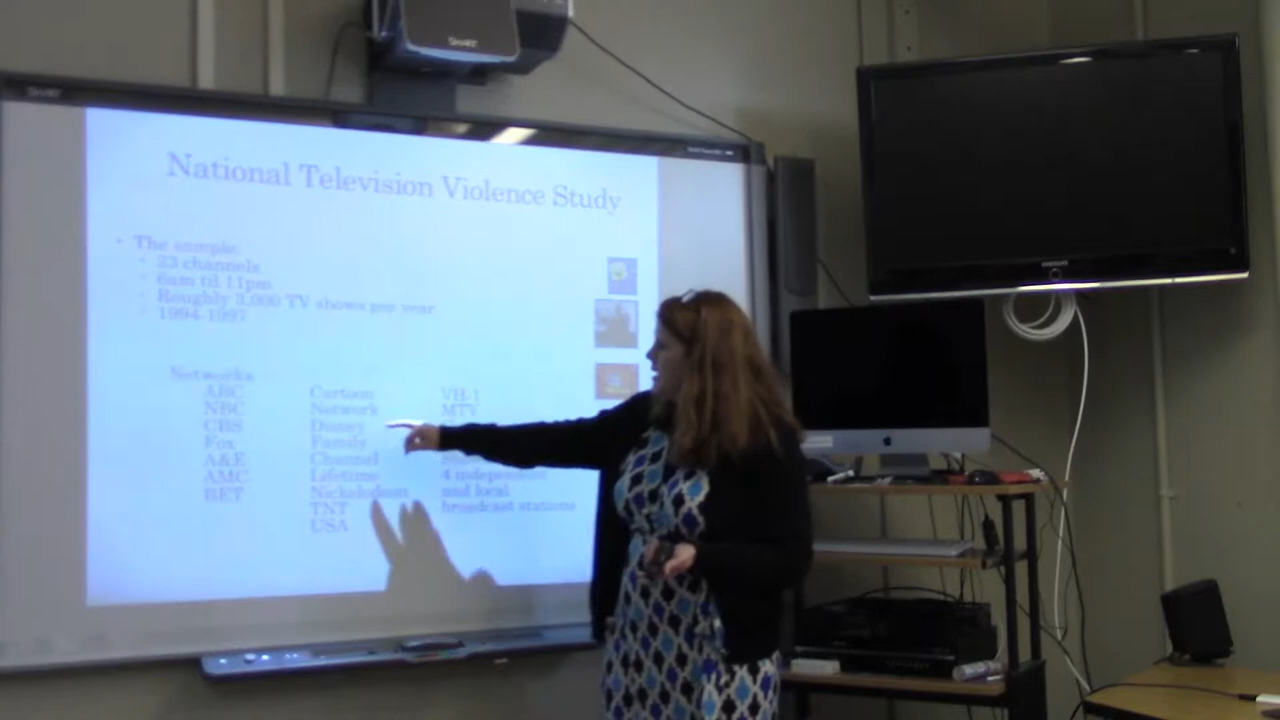 SMART
National Television Violence Study
• The sample:
• 23 channels
• 6am til 11pm
• Roughly 3,000 TV shows per year
• 1994-1997
Networks
ABC
NBC
CBS
Fox
A&E
AMC
BET
Cartoon
Network
Disney
Family
Channel
Lifetime
Nickelodeon
TNT
USA
VH-1
MTV
4 independent
and local
broadcast stations
SAMSUNG